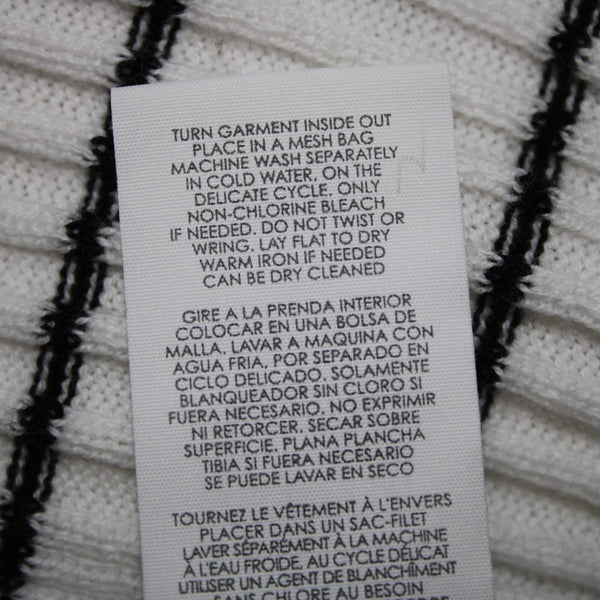 TURN GARMENT INSIDE OUT
PLACE IN A MESH BAG
MACHINE WASH SEPARATELY
IN COLD WATER, ON THE
DELICATE CYCLE. ONLY
NON-CHLORINE BLEACH
IF NEEDED. DO NOT TWIST OR
WRING. LAY FLAT TO DRY
WARM IRON IF NEEDED
CAN BE DRY CLEANED
GIRE A LA PRENDA INTERIOR
COLOCAR EN UNA BOLSA DE
MALLA. LAVAR A MAQUINA CON
AGUA FRIA, POR SEPARADO EN
CICLO DELICADO. SOLAMENTE
BLANQUEADOR SIN CLORO SI
FUERA NECESARIO. NO EXPRIMIR
NI RETORCER. SECAR SOBRE
SUPERFICIE. PLANA PLANCHA
TIBIA SI FUERA NECESARIO
SE PUEDE LAVAR EN SECO
TOURNEZ LE VÊTEMENT À L'ENVERS
PLACER DANS UN SAC-FILET
LAVER SÉPARÉMENT À LA MACHINE
À L'EAU FROIDE, AU CYCLE DÉLICAT
UTILISER UN AGENT DE BLANCHÎMENT
SANS CHLORE AU BESOIN